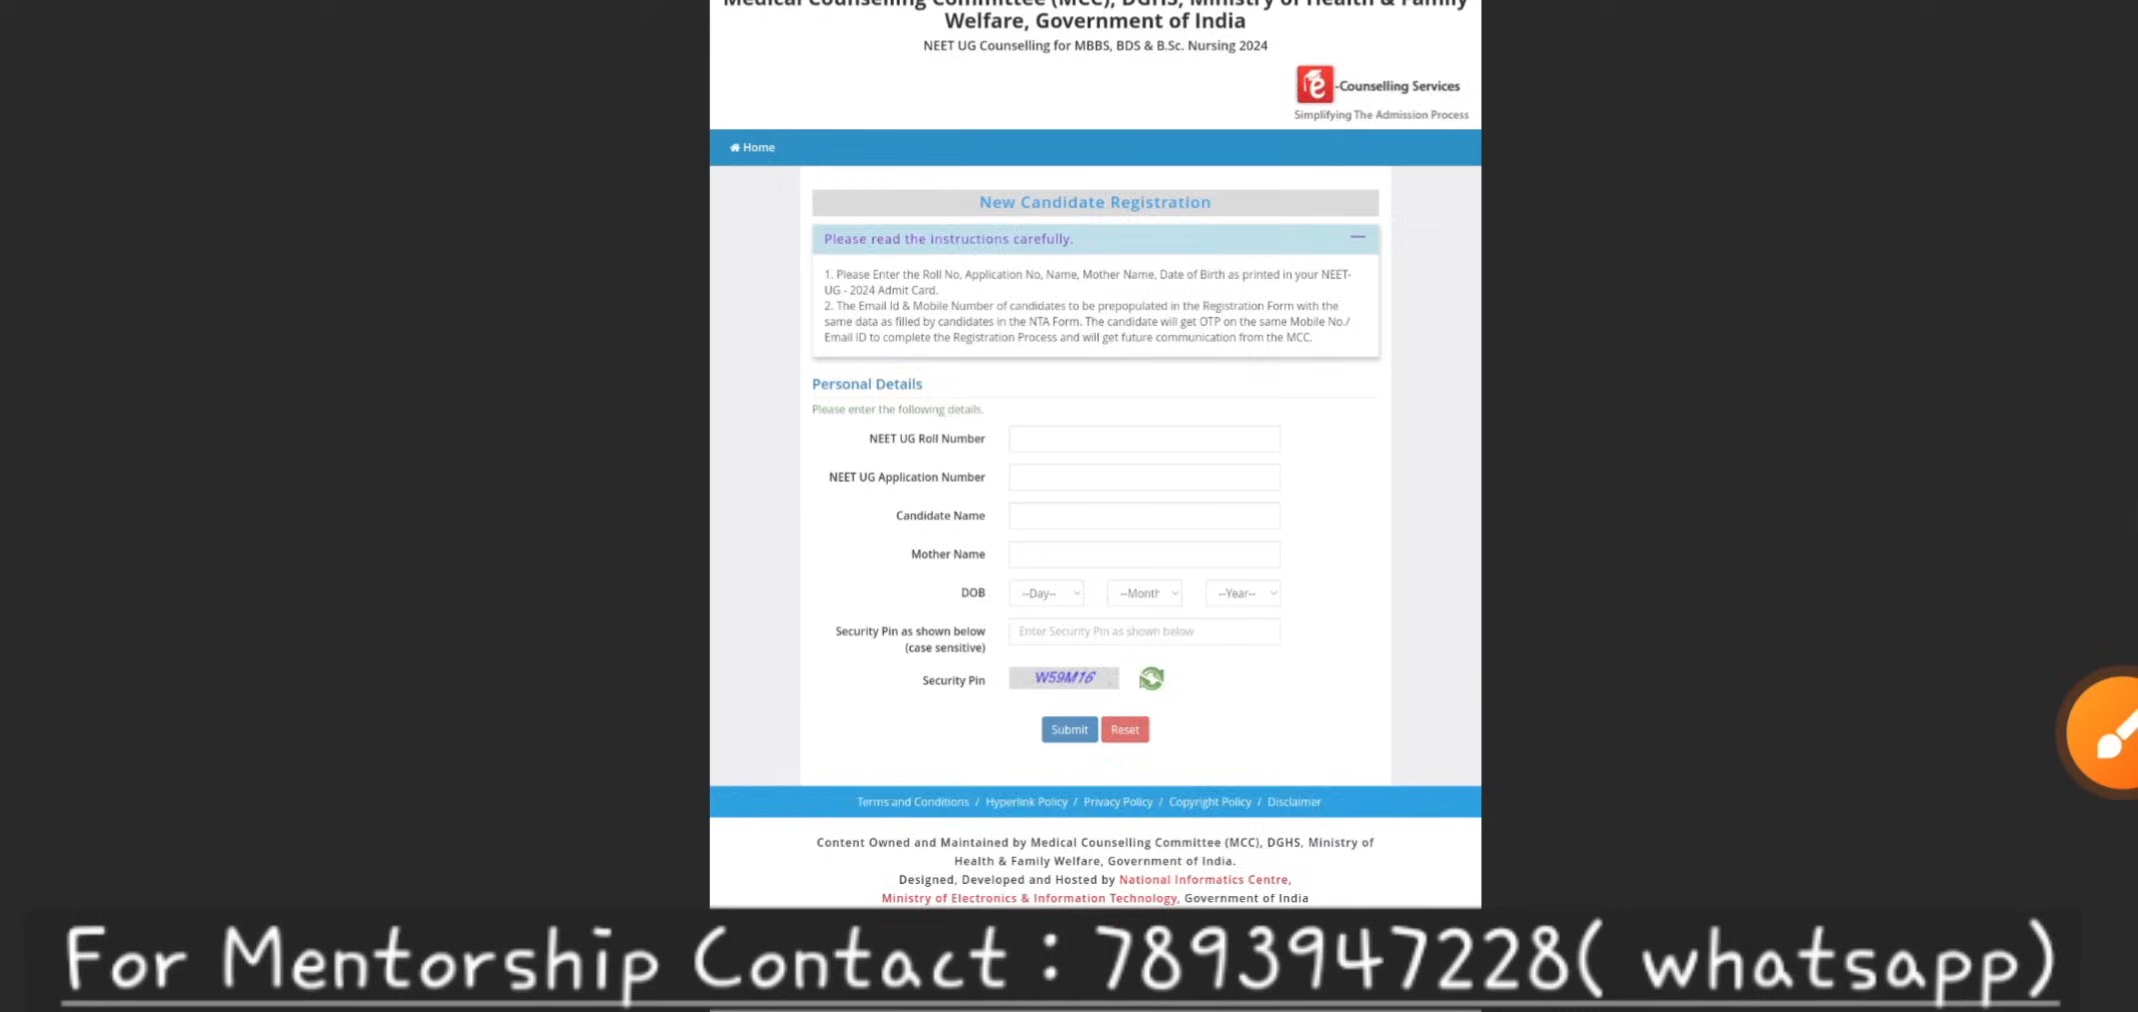 Medical Counselling Committee (MCC), DGHS, Ministry of Health & Family
Welfare, Government of India
NEET UG Counselling for MBBS, BDS & B.Sc. Nursing 2024
e -Counselling Services
Simplifying The Admission Process
Home
New Candidate Registration
Please read the instructions carefully.
1. Please Enter the Roll No, Application No, Name, Mother Name, Date of Birth as printed in your NEET-
UG - 2024 Admit Card.
2. The Email Id & Mobile Number of candidates to be prepopulated in the Registration Form with the
same data as filled by candidates in the NTA Form. The candidate will get OTP on the same Mobile No./
Email ID to complete the Registration Process and will get future communication from the MCC.
Personal Details
Please enter the following details.
NEET UG Roll Number
NEET UG Application Number
Candidate Name
Mother Name
DOB --Day-- --Month --Year--
Security Pin as shown below Enter Security Pin as shown below
(case sensitive)
Security Pin W59M16
Submit Reset
Terms and Conditions / Hyperlink Policy / Privacy Policy / Copyright Policy / Disclaimer
Content Owned and Maintained by Medical Counselling Committee (MCC), DGHS, Ministry of
Health & Family Welfare, Government of India.
Designed, Developed and Hosted by National Informatics Centre,
Ministry of Electronics & Information Technology, Government of India
For Mentorship Contact : 7893947228( whatsapp)